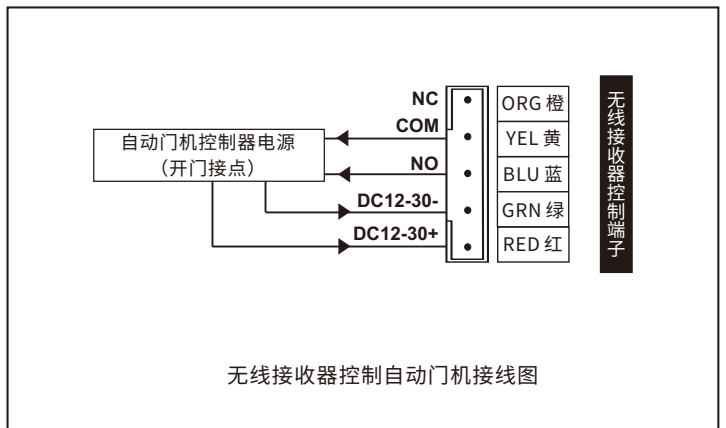 NC
ORG 橙
COM
YEL 黄
NO
BLU 蓝
DC12-30-
GRN 绿
DC12-30+
RED 红
自动门机控制器电源
（开门接点）
无线接收器控制端子
无线接收器控制自动门机接线图